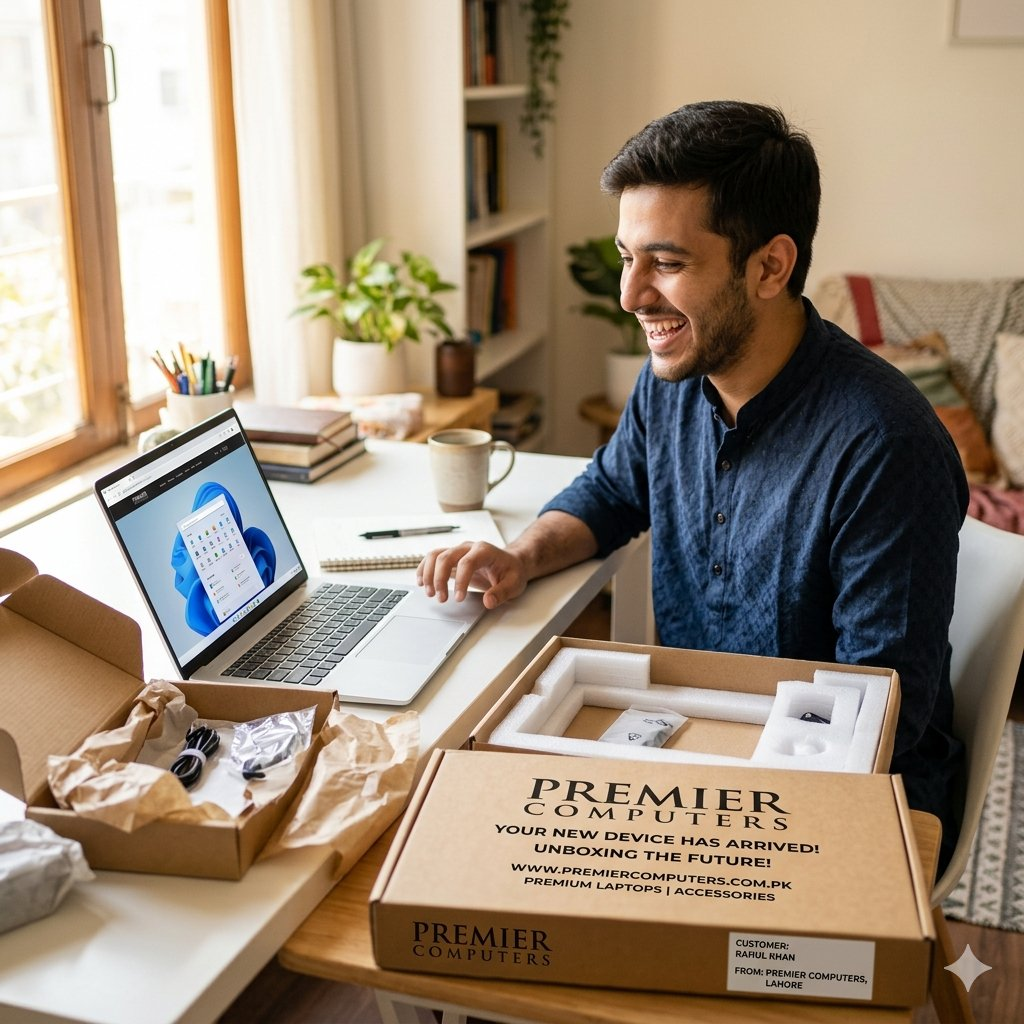 PREMIER
COMPUTERS
YOUR NEW DEVICE HAS ARRIVED!
UNBOXING THE FUTURE!
WWW.PREMIERCOMPUTERS.COM.PK
PREMIUM LAPTOPS | ACCESSORIES
PREMIER
COMPUTERS
CUSTOMER:
RAHUL KHAN
FROM: PREMIER COMPUTERS,
LAHORE